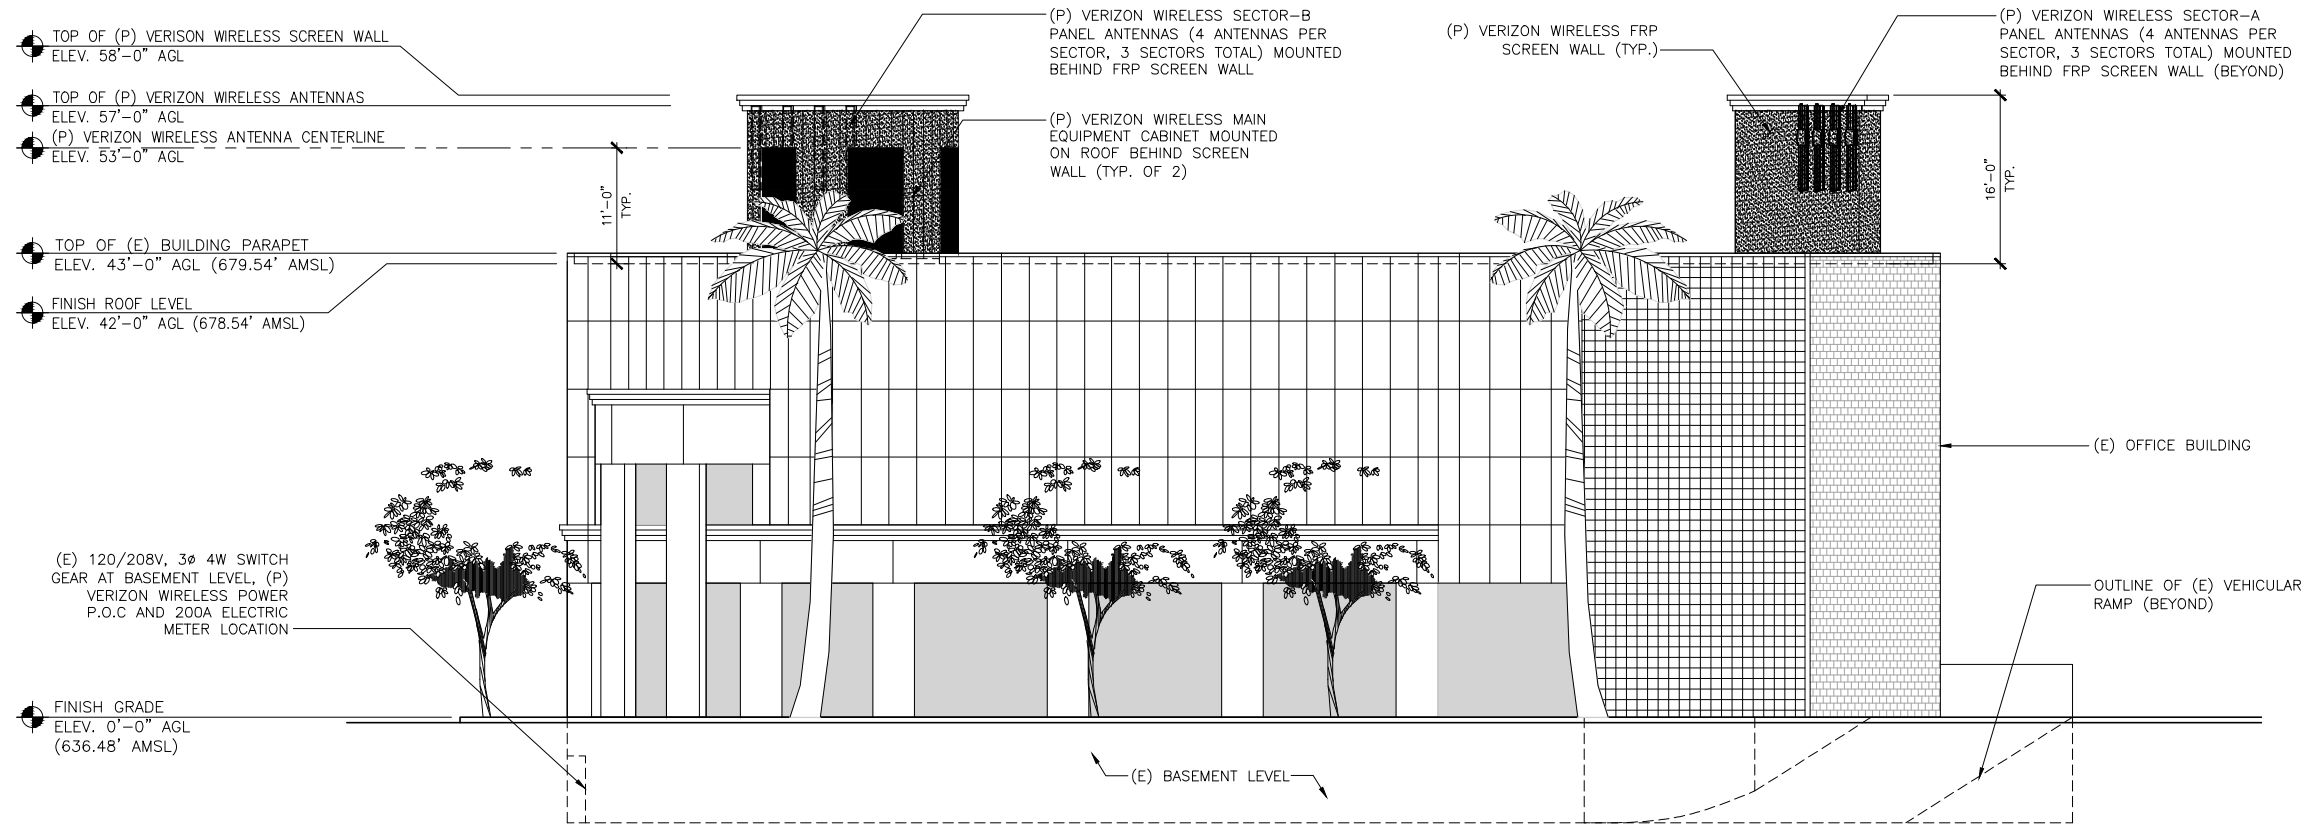 TOP OF (P) VERISON WIRELESS SCREEN WALL
ELEV. 58'-0" AGL
TOP OF (P) VERIZON WIRELESS ANTENNAS
ELEV. 57'-0" AGL
(P) VERIZON WIRELESS ANTENNA CENTERLINE
ELEV. 53'-0" AGL
TOP OF (E) BUILDING PARAPET
ELEV. 43'-0" AGL (679.54' AMSL)
FINISH ROOF LEVEL
ELEV. 42'-0" AGL (678.54' AMSL)
(E) 120/208V, 3ø 4W SWITCH
GEAR AT BASEMENT LEVEL, (P)
VERIZON WIRELESS POWER
P.O.C AND 200A ELECTRIC
METER LOCATION
FINISH GRADE
ELEV. 0'-0" AGL
(636.48' AMSL)
11'-0"
TYP.
(P) VERIZON WIRELESS SECTOR-B
PANEL ANTENNAS (4 ANTENNAS PER
SECTOR, 3 SECTORS TOTAL) MOUNTED
BEHIND FRP SCREEN WALL
(P) VERIZON WIRELESS MAIN
EQUIPMENT CABINET MOUNTED
ON ROOF BEHIND SCREEN
WALL (TYP. OF 2)
(P) VERIZON WIRELESS FRP
SCREEN WALL (TYP.)
(P) VERIZON WIRELESS SECTOR-A
PANEL ANTENNAS (4 ANTENNAS PER
SECTOR, 3 SECTORS TOTAL) MOUNTED
BEHIND FRP SCREEN WALL (BEYOND)
16'-0"
TYP.
(E) OFFICE BUILDING
OUTLINE OF (E) VEHICULAR
RAMP (BEYOND)
(E) BASEMENT LEVEL